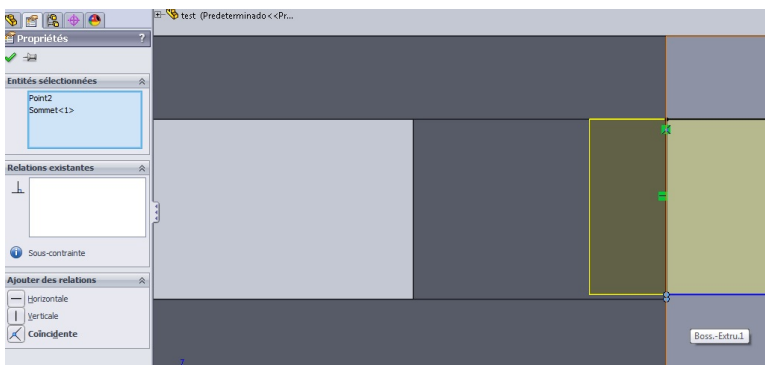 test (Predeterminado<<Pr...
Propriétés ?
Entités sélectionnées
Point2
Sommet<1>
Relations existantes
Sous-contrainte
Ajouter des relations
Horizontale
Verticale
Coïncidente
Boss.-Extru.1
7